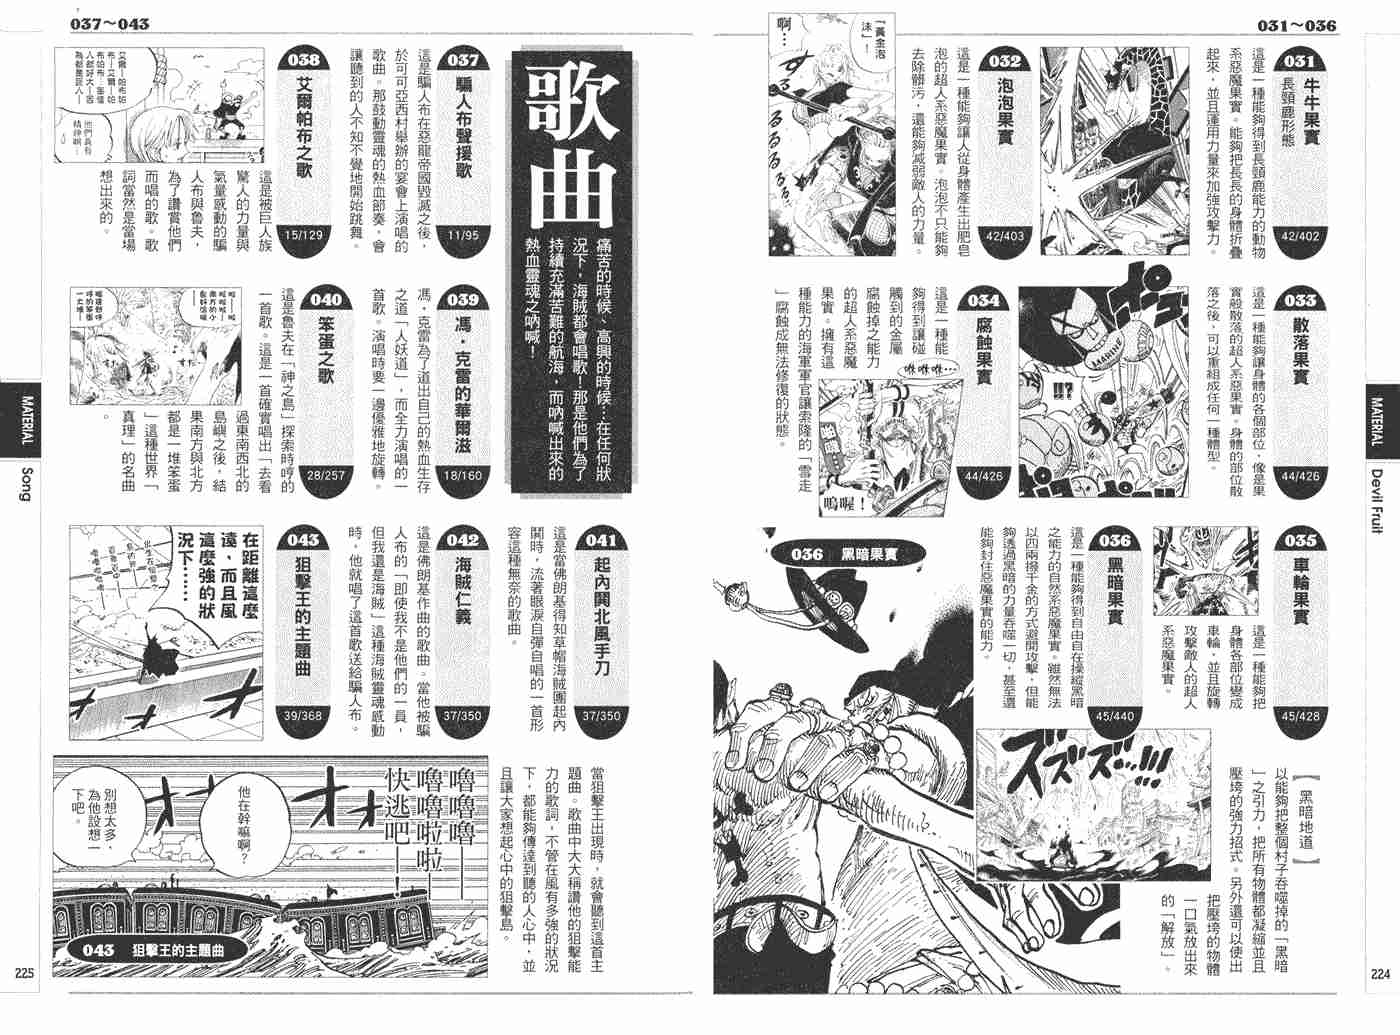 031～036
031
牛牛果實
長頸鹿形態
42/402
這是一種能夠得到長頸鹿能力的動物
系惡魔果實。能夠把長長的身體折疊
起來，並且運用力量來加強攻擊力。
032
泡泡果實
42/403
這是一種能夠讓人從身體產生出肥皂
泡的超人系惡魔果實。泡泡不只能夠
去除髒污，還能夠減弱敵人的力量。
「黃金泡
沫」！
啊…
るるるるる…
033
散落果實
44/426
這是一種能夠讓身體的各個部位，像是果
實般散落的超人系惡魔果實。身體的部位散
落之後，可以重組成任何一種體型。
MARINE
!!?
034
腐蝕果實
44/426
這是一種能
夠得到讓碰
觸到的金屬
腐蝕掉之能力
的超人系惡魔
果實。擁有這
種能力的海軍軍官讓索隆的「雪走
」腐蝕成無法修復的狀態。
咻咻咻…
嗚喔！
035
車輪果實
45/428
這是一種能夠把
身體各部位變成
車輪，並且旋轉
攻擊敵人的超人
系惡魔果實。
036
黑暗果實
45/440
這是一種能夠得到自由自在操縱黑暗
之能力的自然系惡魔果實。雖然無法
以四兩撥千金的方式避開攻擊，但能
夠透過黑暗的力量吞噬一切，甚至還
能夠封住惡魔果實的能力。
036 黑暗果實
ズズズズ…!!!
【黑暗地道】
以能夠把整個村子吞噬掉的「黑暗
」之引力，把所有物體都凝縮並且
壓垮的強力招式。另外還可以使出
把壓垮的物體
一口氣放出來
的「解放」。
MATERIAL
Devil Fruit
224
037～043
歌曲
痛苦的時候、高興的時候…在任何狀
況下，海賊都會唱歌！那是他們為了
持續充滿苦難的航海，而吶喊出來的
熱血靈魂之吶喊！
037
騙人布聲援歌
11/95
這是騙人布在惡龍帝國毀滅之後，
於可可亞西村舉辦的宴會上演唱的
歌曲。那鼓動靈魂的熱血節奏，會
讓聽到的人不知不覺地開始跳舞。
038
艾爾帕布之歌
15/129
這是被巨人族
驚人的力量與
氣量感動的騙
人布與魯夫，
為了讚賞他們
而唱的歌。歌
詞當然是當場
想出來的。
039
馮・克雷的華爾滋
18/160
馮・克雷為了道出自己的熱血生存
之道「人妖道」，而全力演唱的一
首歌。演唱時要一邊優雅地旋轉。
040
笨蛋之歌
28/257
這是魯夫在「神之島」探索時哼的
一首歌，這是一首確實唱出「去看
過東南西北的
島嶼之後，結
果南方與北方
都是一堆笨蛋
」這種世界「
真理」的名曲
。
041
起內鬨北風手刀
37/350
這是當佛朗基得知草帽海賊團起內
鬨時，流著眼淚自彈自唱的一首形
容這種無奈的歌曲。
042
海賊仁義
37/350
這是佛朗基作曲的歌曲。當他被騙
人布的「即使我不是他們的一員，
但我還是海賊」這種海賊靈魂感動
時，他就唱了這首歌送給騙人布。
043
狙擊王的主題曲
39/368
在距離這麼
遠、而且風
這麼強的狀
況下……
當狙擊王出現時，就會聽到這首主
題曲。歌曲中大大稱讚他的狙擊能
力的歌詞，不管在風有多強的狀況
下，都能夠傳達到聽的人心中，並
且讓大家想起心中的狙擊島。
嚕嚕嚕——
嚕嚕啦啦——
快逃吧——！
他在幹嘛啊？
別想太多，
為他設想一
下吧。
043 狙擊王的主題曲
MATERIAL
Song
225